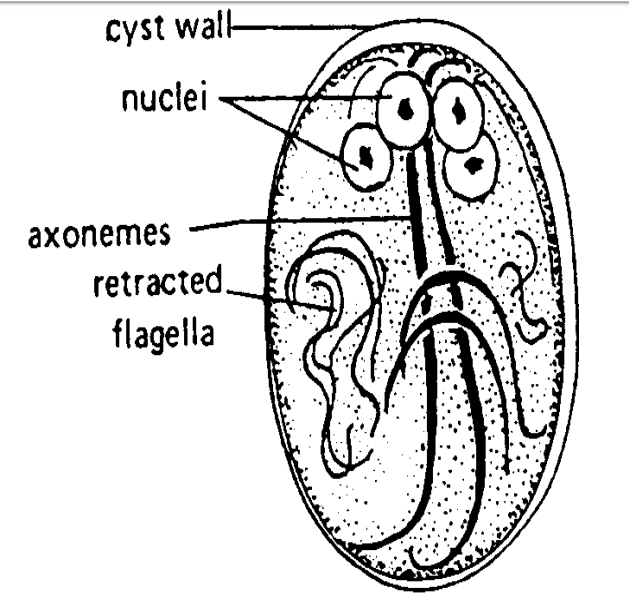 cyst wall
nuclei
axonemes
retracted
flagella